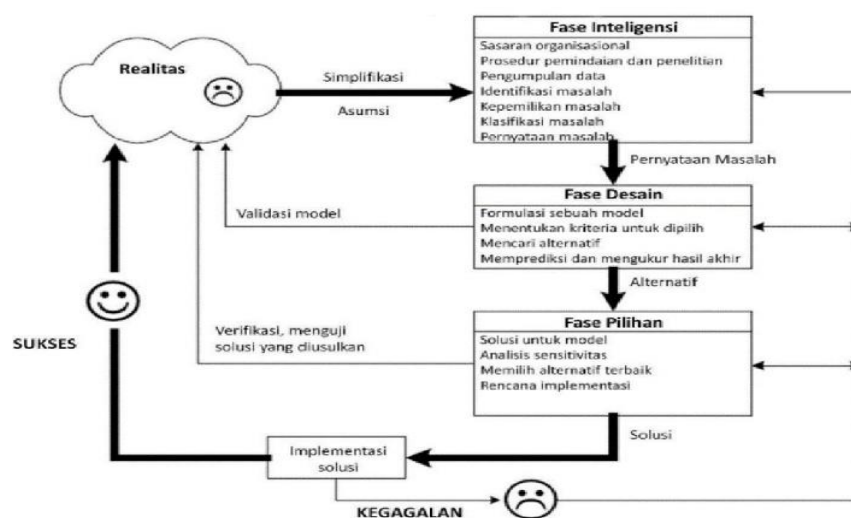 Realitas
Simplifikasi
Asumsi
Fase Inteligensi
Sasaran organisasional
Prosedur pemindaian dan penelitian
Pengumpulan data
Identifikasi masalah
Kepemilikan masalah
Klasifikasi masalah
Pernyataan masalah
Pernyataan Masalah
Fase Desain
Formulasi sebuah model
Menentukan kriteria untuk dipilih
Mencari alternatif
Memprediksi dan mengukur hasil akhir
Validasi model
Alternatif
Fase Pilihan
Solusi untuk model
Analisis sensitivitas
Memilih alternatif terbaik
Rencana implementasi
Verifikasi, menguji
solusi yang diusulkan
SUKSES
Solusi
Implementasi
solusi
KEGAGALAN